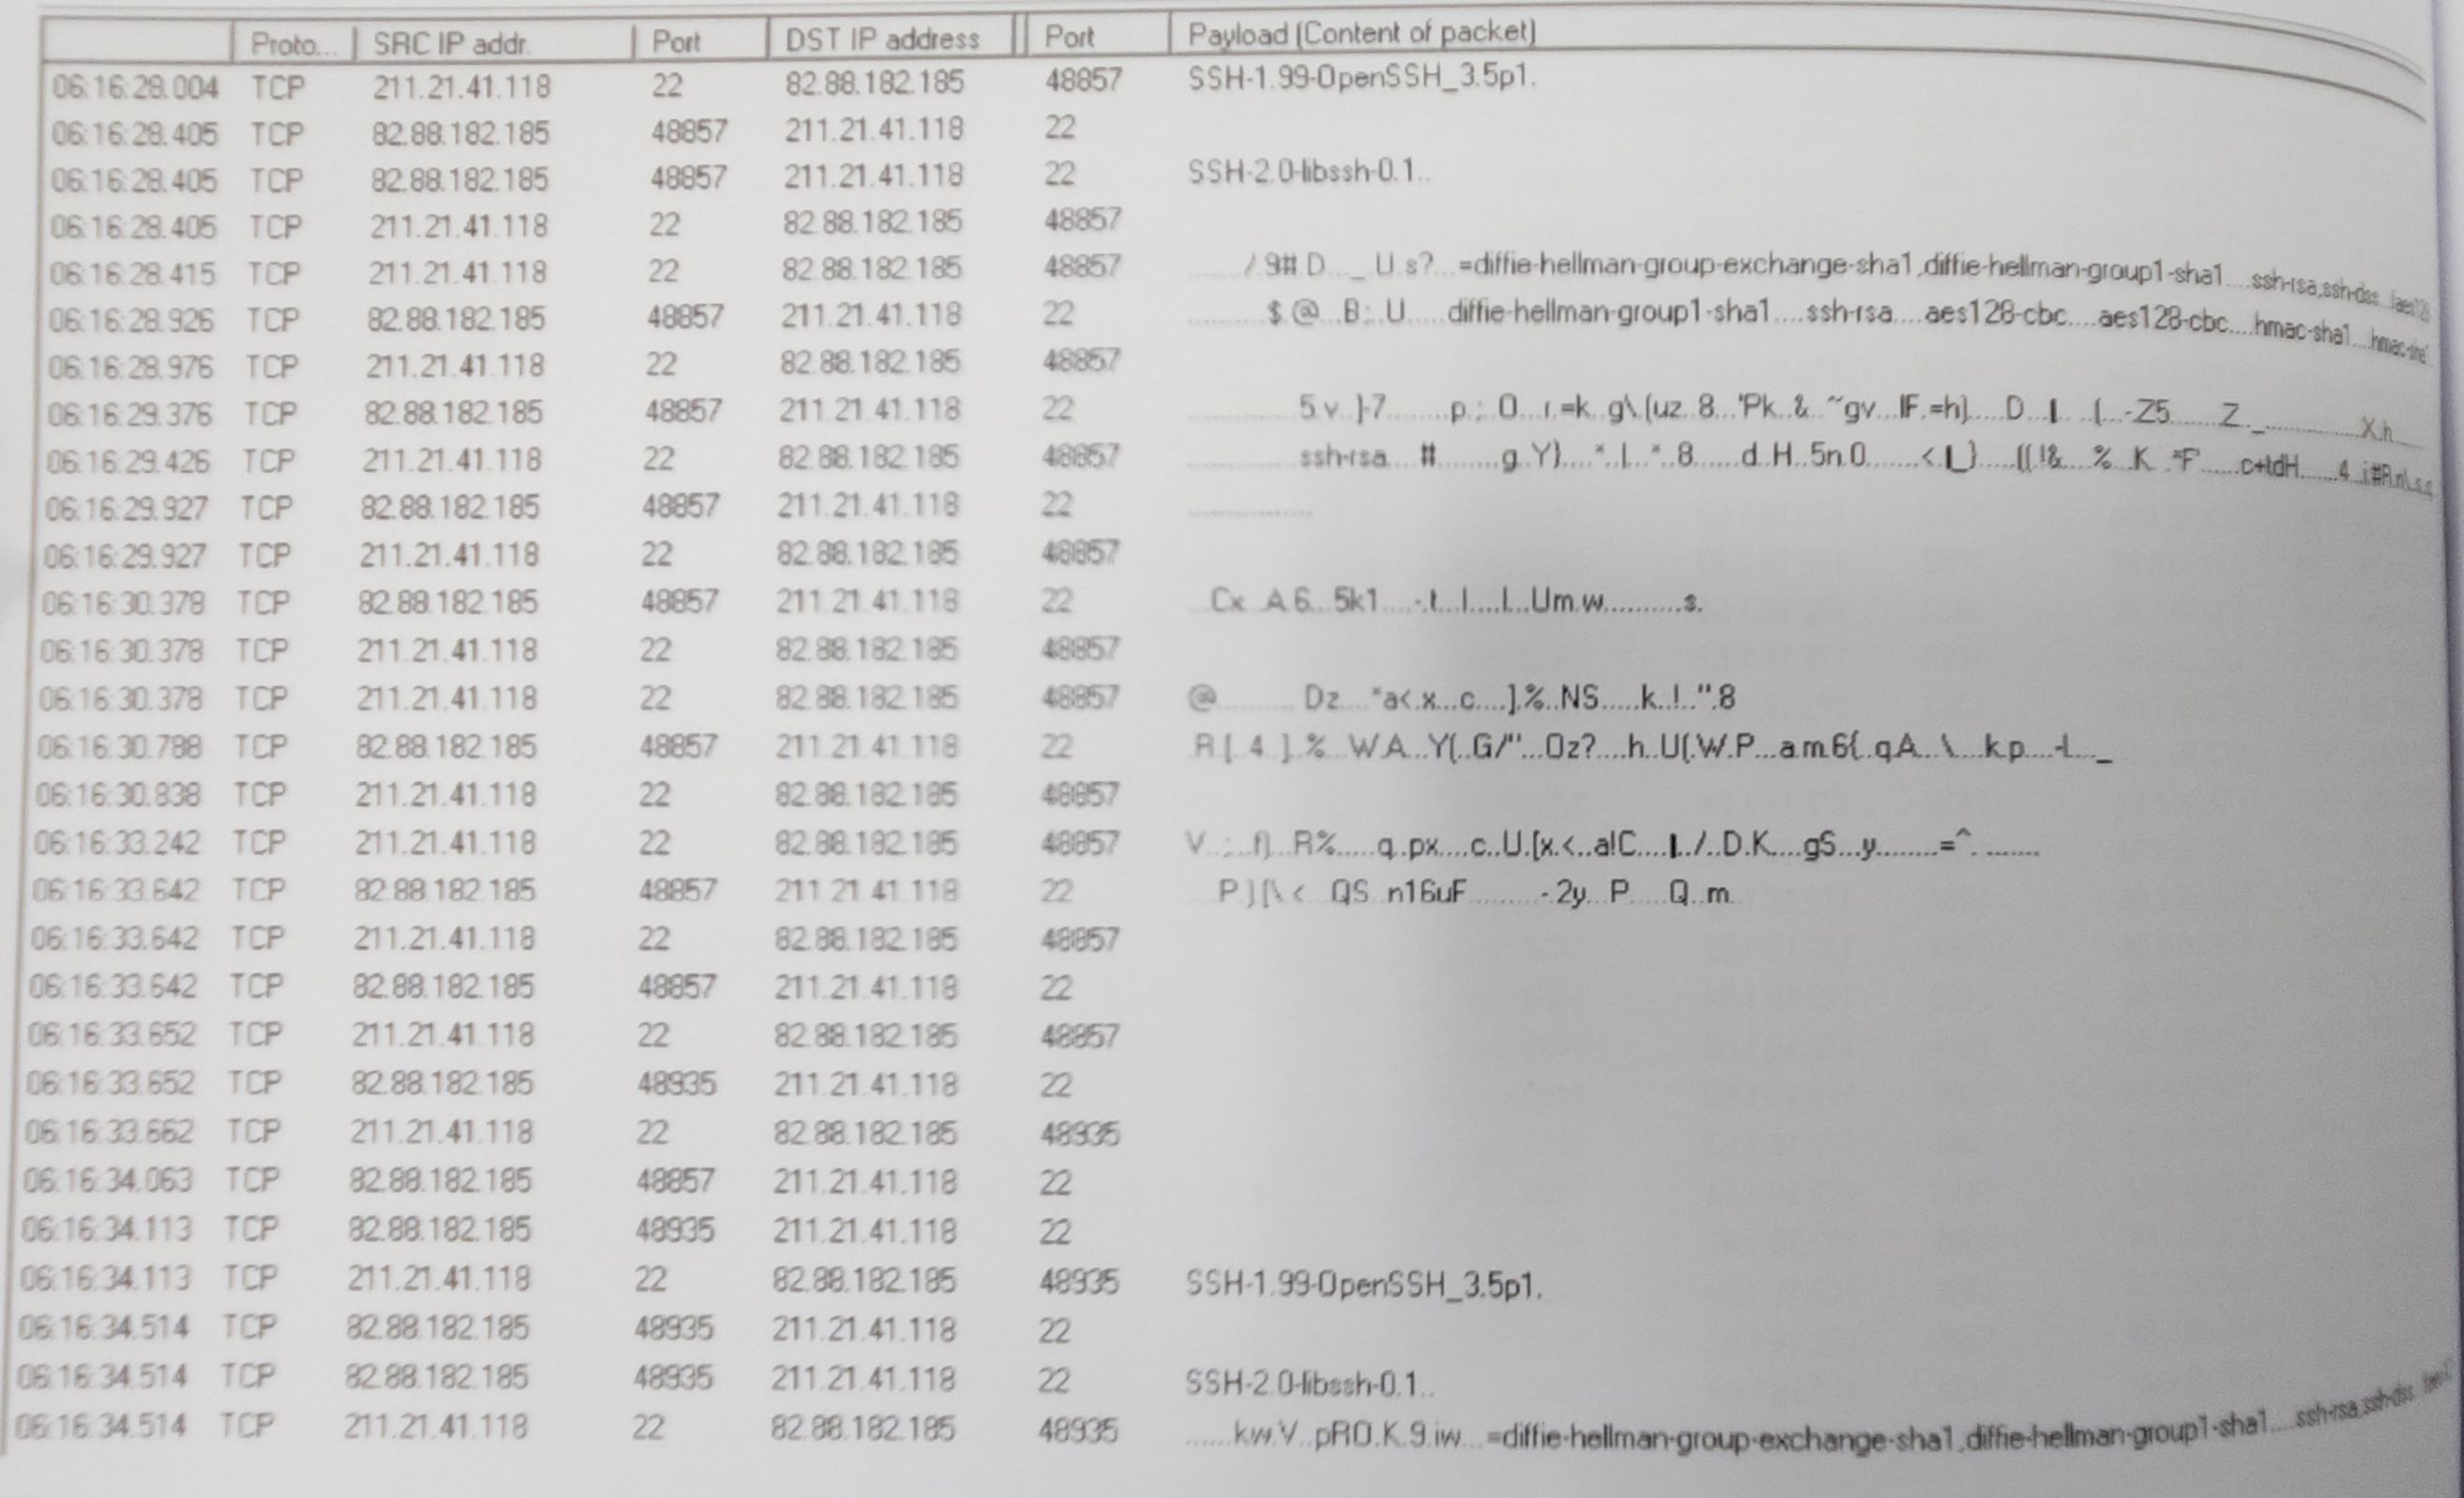 Proto... SRC IP addr. Port DST IP address Port Payload (Content of packet)
06:16:28.004 TCP 211.21.41.118 22 82.88.182.185 48857 SSH-1.99-OpenSSH_3.5p1.
06:16:28.405 TCP 82.88.182.185 48857 211.21.41.118 22
06:16:28.405 TCP 82.88.182.185 48857 211.21.41.118 22 SSH-2.0-libssh-0.1..
06:16:28.405 TCP 211.21.41.118 22 82.88.182.185 48857
06:16:28.415 TCP 211.21.41.118 22 82.88.182.185 48857 ......./.9#.D..._.U.s?...=diffie-hellman-group-exchange-sha1,diffie-hellman-group1-sha1....ssh-rsa,ssh-dss
06:16:28.926 TCP 82.88.182.185 48857 211.21.41.118 22 ..........$.@...B:..U.....diffie-hellman-group1-sha1....ssh-rsa....aes128-cbc....aes128-cbc....hmac-sha1....hmac-sha1
06:16:28.976 TCP 211.21.41.118 22 82.88.182.185 48857
06:16:29.376 TCP 82.88.182.185 48857 211.21.41.118 22 5.v..}-7........p.;..O...r.=k..g\.(uz..8...'Pk..&..~gv...IF.=h)
06:16:29.426 TCP 211.21.41.118 22 82.88.182.185 48857 ssh-rsa...#........g..Y}....*..l...*..8......d..H..5n.0
06:16:29.927 TCP 82.88.182.185 48857 211.21.41.118 22 ................
06:16:29.927 TCP 211.21.41.118 22 82.88.182.185 48857
06:16:30.378 TCP 82.88.182.185 48857 211.21.41.118 22 ..Cx..A.6...5k1....-.t...l....l...Um.w..........s.
06:16:30.378 TCP 211.21.41.118 22 82.88.182.185 48857
06:16:30.378 TCP 211.21.41.118 22 82.88.182.185 48857 @...........Dz....*a<.x...c....].%..NS.....k..!..".8
06:16:30.788 TCP 82.88.182.185 48857 211.21.41.118 22 .R.[..4..].%...W.A...Y(..G/"...Oz?....h..U(.W.P...a.m.6{..q.A...\....k.p....-l...._
06:16:30.838 TCP 211.21.41.118 22 82.88.182.185 48857
06:16:33.242 TCP 211.21.41.118 22 82.88.182.185 48857 R%.....q..px....c..U.[x.<..a!C....l../..D.K....gS...y........=^. .......
06:16:33.642 TCP 82.88.182.185 48857 211.21.41.118 22 ...P.)[\.<...QS..n16uF.........-.2y...P.....Q..m.
06:16:33.642 TCP 211.21.41.118 22 82.88.182.185 48857
06:16:33.642 TCP 82.88.182.185 48857 211.21.41.118 22
06:16:33.652 TCP 211.21.41.118 22 82.88.182.185 48857
06:16:33.652 TCP 82.88.182.185 48935 211.21.41.118 22
06:16:33.662 TCP 211.21.41.118 22 82.88.182.185 48935
06:16:34.063 TCP 82.88.182.185 48857 211.21.41.118 22
06:16:34.113 TCP 82.88.182.185 48935 211.21.41.118 22
06:16:34.113 TCP 211.21.41.118 22 82.88.182.185 48935 SSH-1.99-OpenSSH_3.5p1.
06:16:34.514 TCP 82.88.182.185 48935 211.21.41.118 22
06:16:34.514 TCP 82.88.182.185 48935 211.21.41.118 22 SSH-2.0-libssh-0.1..
06:16:34.514 TCP 211.21.41.118 22 82.88.182.185 48935 ......kw.V...pRO.K.9.iw...=diffie-hellman-group-exchange-sha1,diffie-hellman-group1-sha1....ssh-rsa,ssh-dss